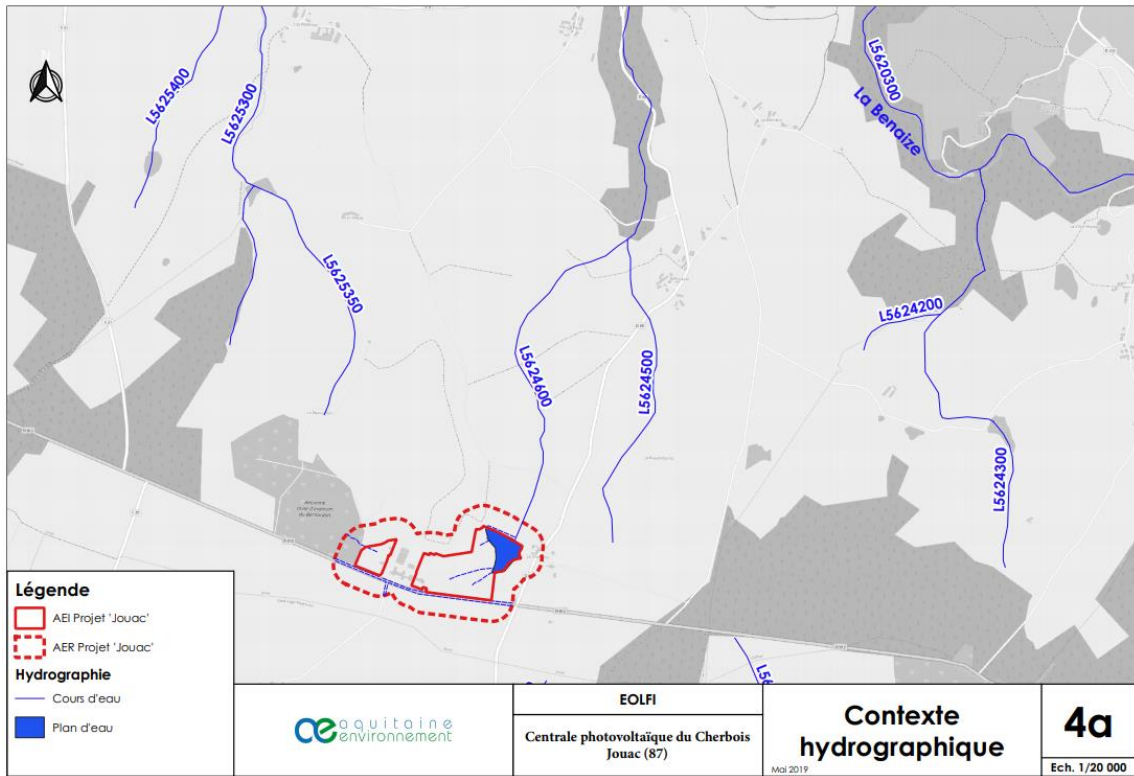 N
L5625400
L5625300
L5620300
La Benaize
L5625350
L5624200
L5624600
L5624500
L5624300
L56
Légende
AEI Projet 'Jouac'
AER Projet 'Jouac'
Hydrographie
Cours d'eau
Plan d'eau
aquitaine
environnement
EOLFI
Centrale photovoltaïque du Cherbois
Jouac (87)
Mai 2019
Contexte
hydrographique
4a
Ech. 1/20 000